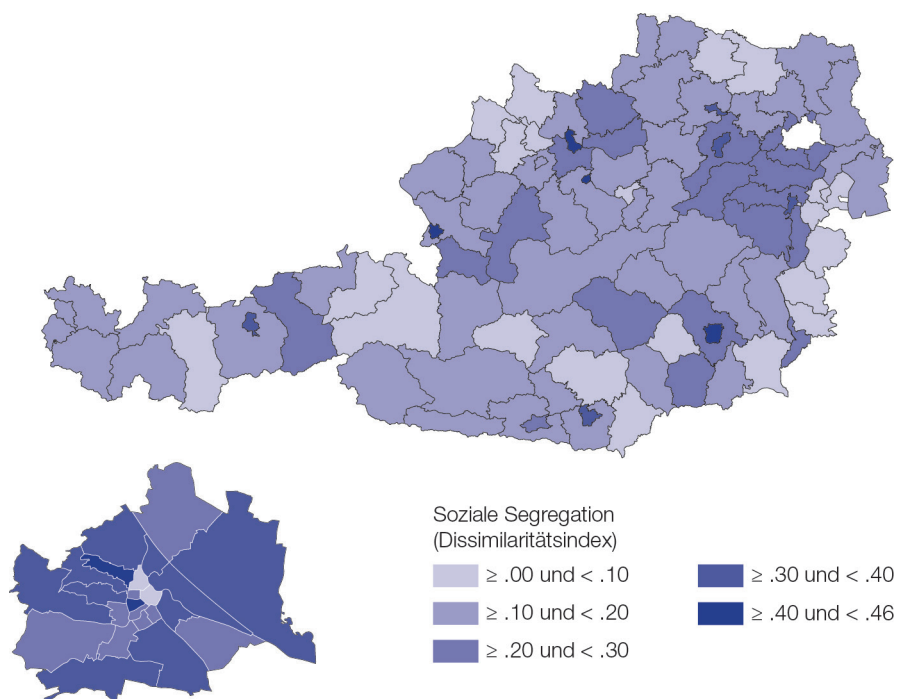 Soziale Segregation
(Dissimilaritätsindex)
≥ .00 und < .10
≥ .10 und < .20
≥ .20 und < .30
≥ .30 und < .40
≥ .40 und < .46